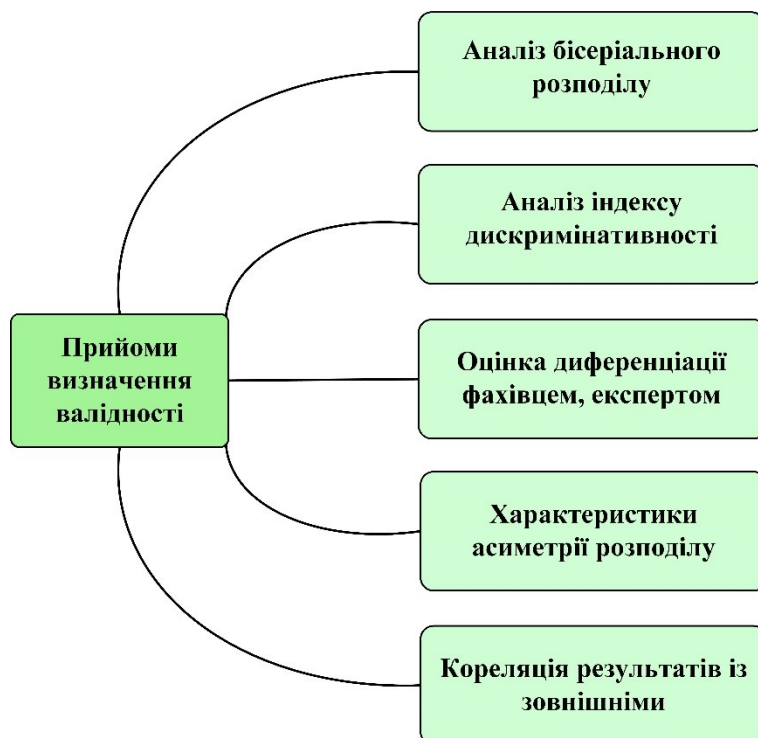 Аналіз бісеріального
розподілу
Аналіз індексу
дискримінативності
Прийоми
визначення
валідності
Оцінка диференціації
фахівцем, експертом
Характеристики
асиметрії розподілу
Кореляція результатів із
зовнішніми